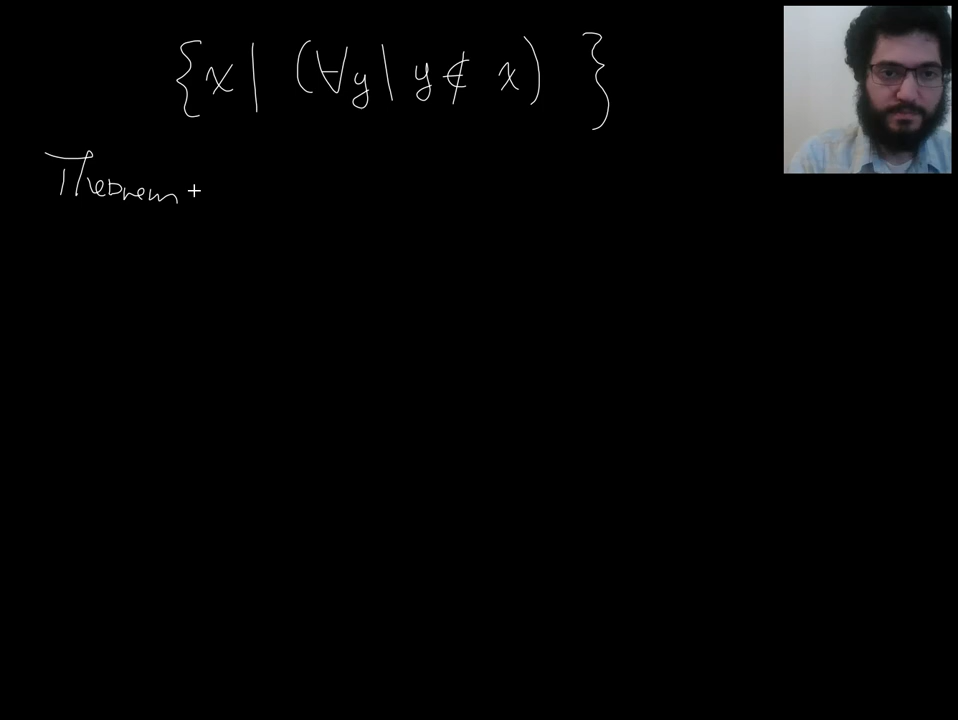 {x | (∀y | y ∉ x) }
Theorem